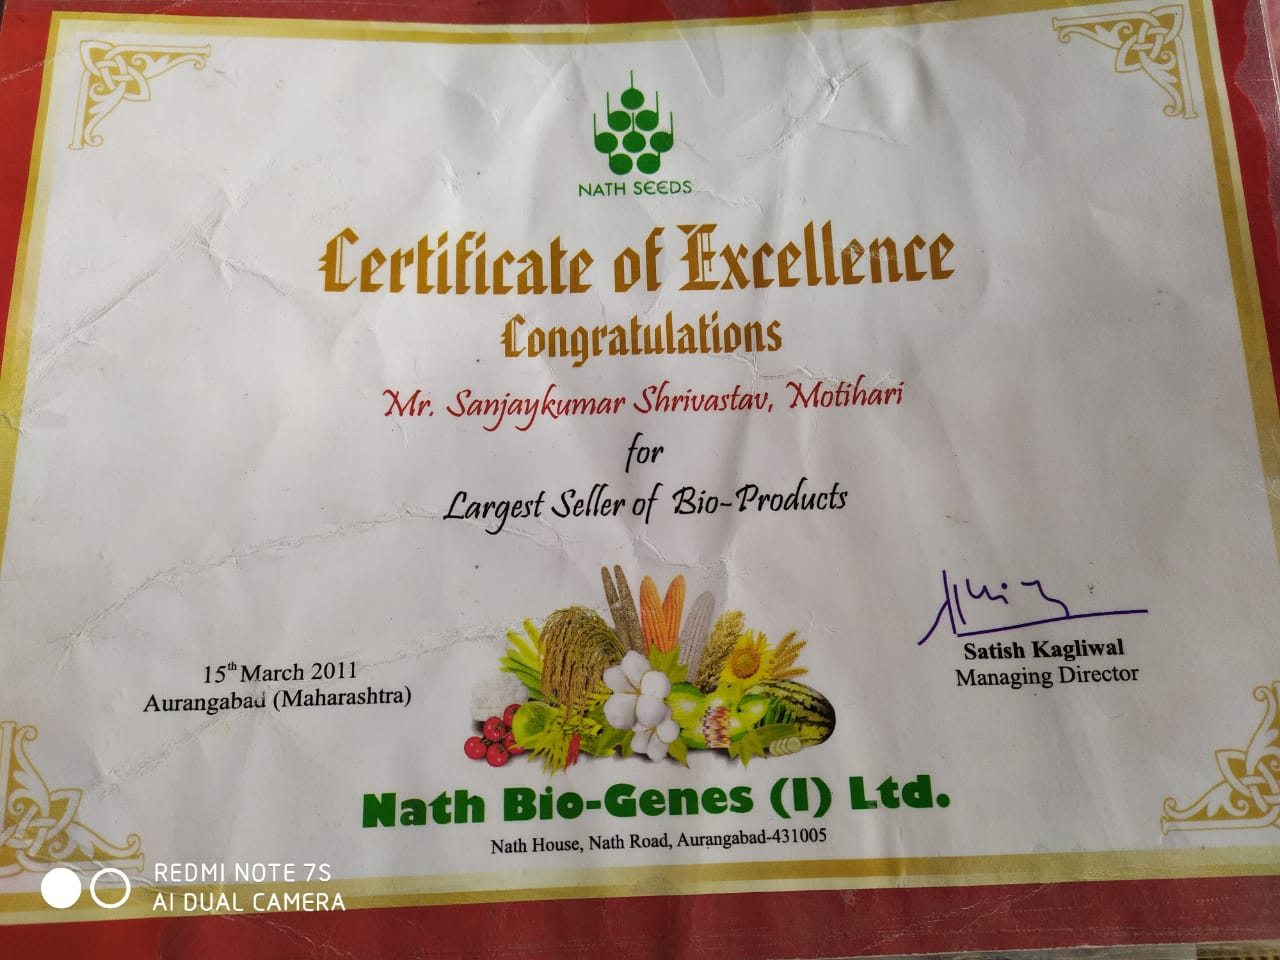 NATH SEEDS
Certificate of Excellence
Congratulations
Mr. Sanjaykumar Shrivastav, Motihari
for
Largest Seller of Bio-Products
15th March 2011
Aurangabad (Maharashtra)
Satish Kagliwal
Managing Director
Nath Bio-Genes (I) Ltd.
Nath House, Nath Road, Aurangabad-431005
REDMI NOTE 7S
AI DUAL CAMERA